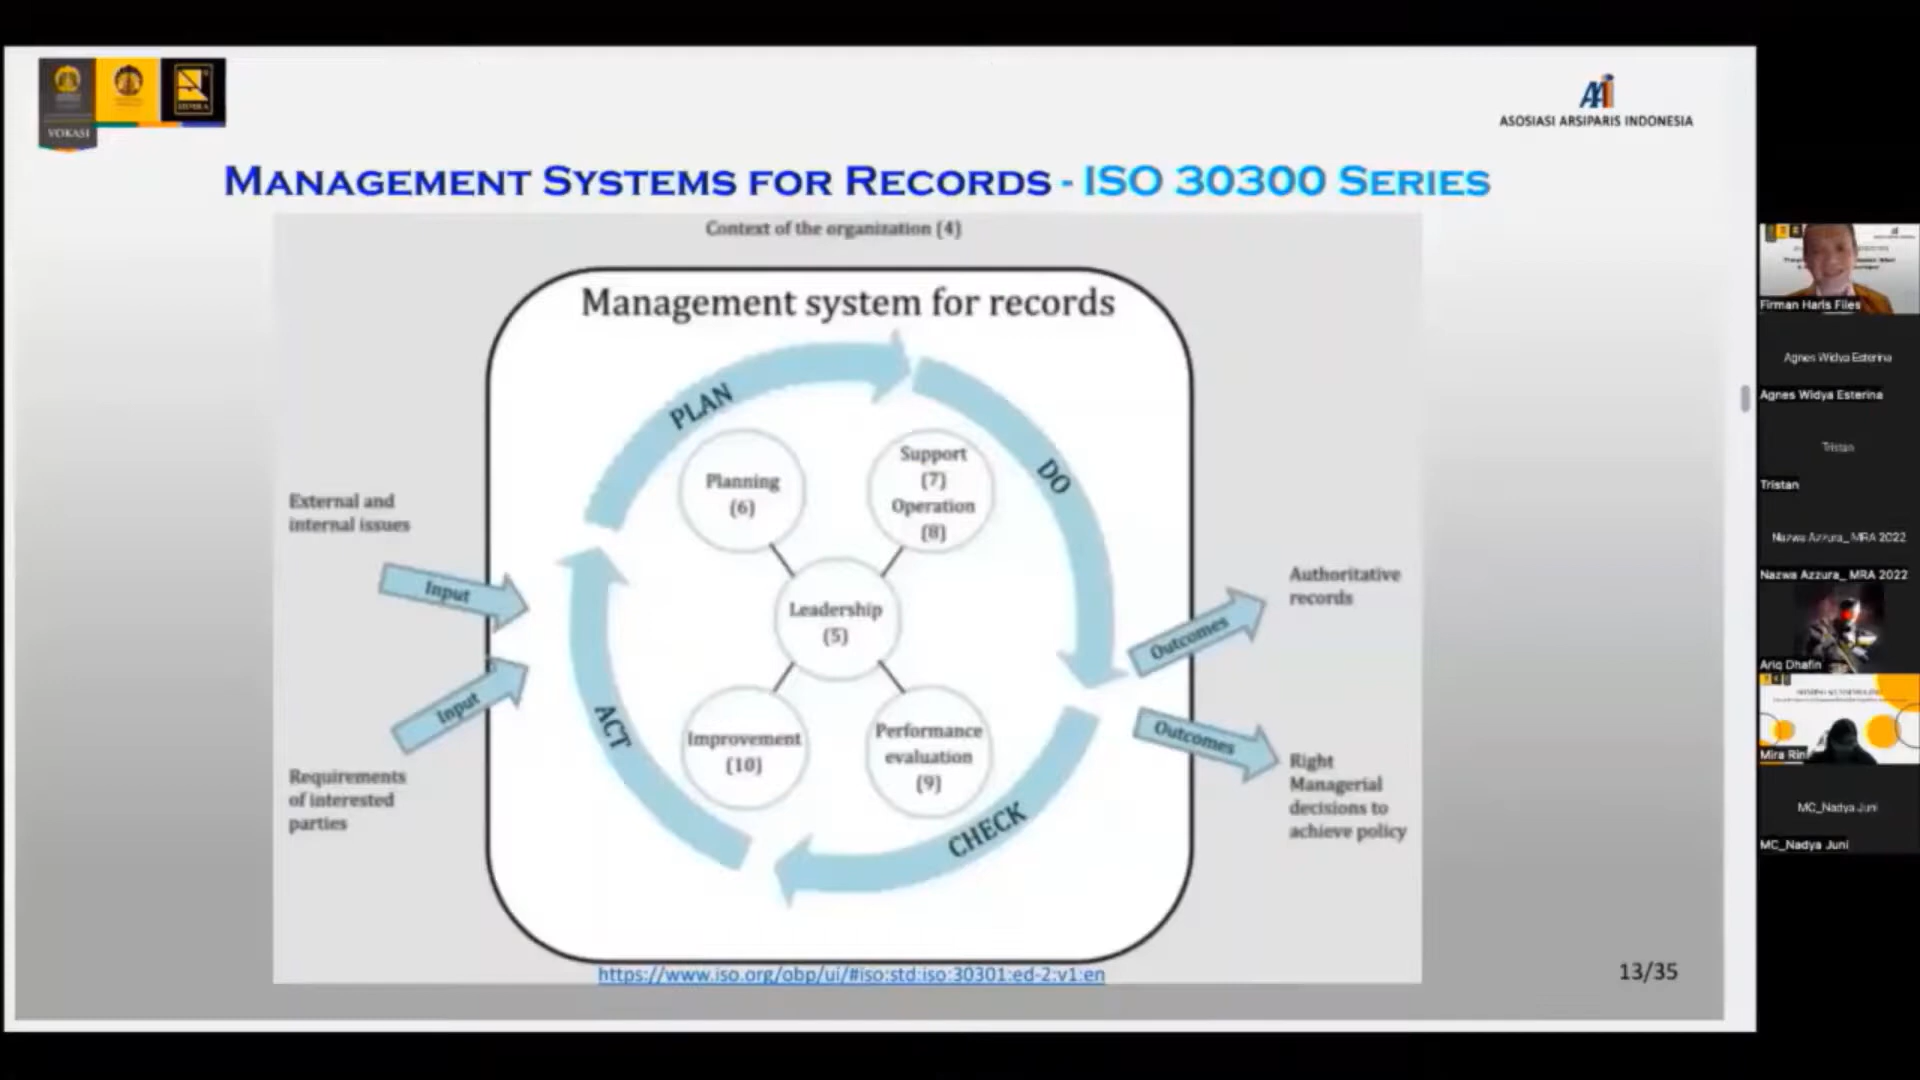 VOKASI
AAI
ASOSIASI ARSIPARIS INDONESIA
MANAGEMENT SYSTEMS FOR RECORDS - ISO 30300 SERIES
Context of the organization (4)
Management system for records
PLAN
DO
CHECK
ACT
Planning
(6)
Support
(7)
Operation
(8)
Leadership
(5)
Improvement
(10)
Performance
evaluation
(9)
External and
internal issues
Input
Input
Requirements
of interested
parties
Outcomes
Authoritative
records
Outcomes
Right
Managerial
decisions to
achieve policy
https://www.iso.org/obp/ui/#iso:std:iso:30301:ed-2:v1:en
13/35
Firman Haris Files
Agnes Widya Esterina
Agnes Widya Esterina
Tristan
Tristan
Nazwa Azzura_ MRA 2022
Nazwa Azzura_ MRA 2022
Ariq Dhafin
Mira Rin
MC_Nadya Juni
MC_Nadya Juni